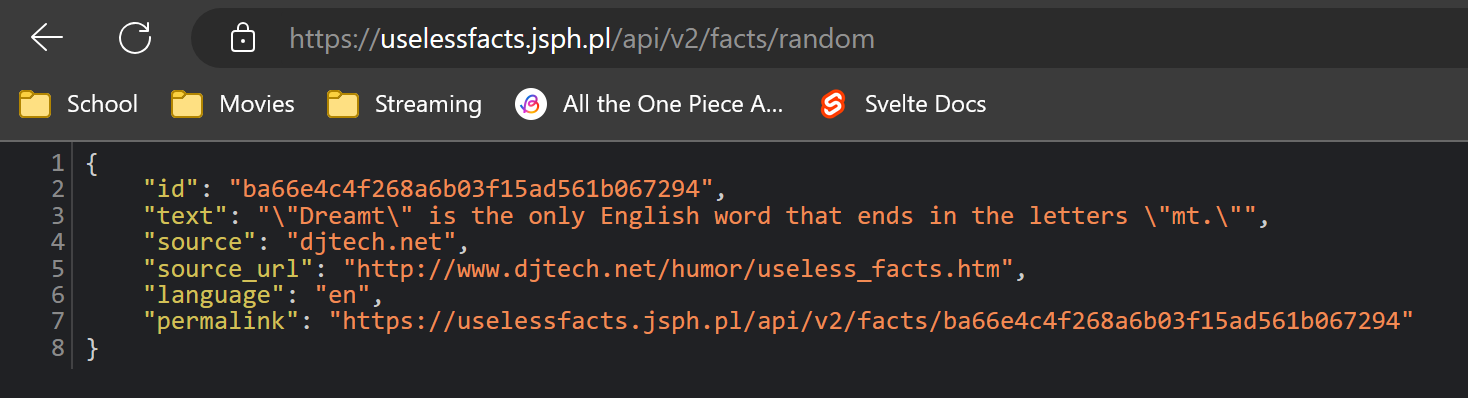 https://uselessfacts.jsph.pl/api/v2/facts/random
School Movies Streaming All the One Piece A... Svelte Docs
1 {
2 "id": "ba66e4c4f268a6b03f15ad561b067294",
3 "text": "\"Dreamt\" is the only English word that ends in the letters \"mt.\"",
4 "source": "djtech.net",
5 "source_url": "http://www.djtech.net/humor/useless_facts.htm",
6 "language": "en",
7 "permalink": "https://uselessfacts.jsph.pl/api/v2/facts/ba66e4c4f268a6b03f15ad561b067294"
8 }